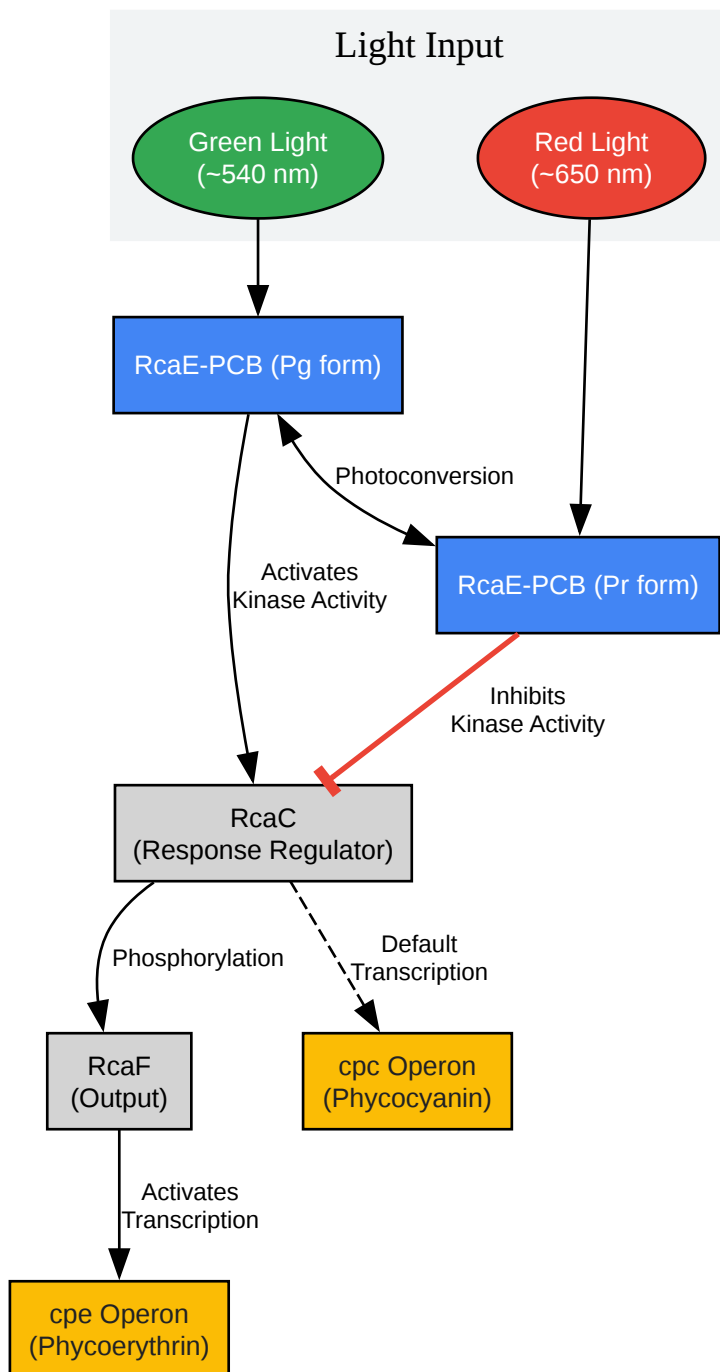 Light Input
Green Light
(~540 nm)
Red Light
(~650 nm)
RcaE-PCB (Pg form)
Photoconversion
RcaE-PCB (Pr form)
Activates
Kinase Activity
Inhibits
Kinase Activity
RcaC
(Response Regulator)
Phosphorylation
Default
Transcription
RcaF
(Output)
cpc Operon
(Phycocyanin)
Activates
Transcription
cpe Operon
(Phycoerythrin)